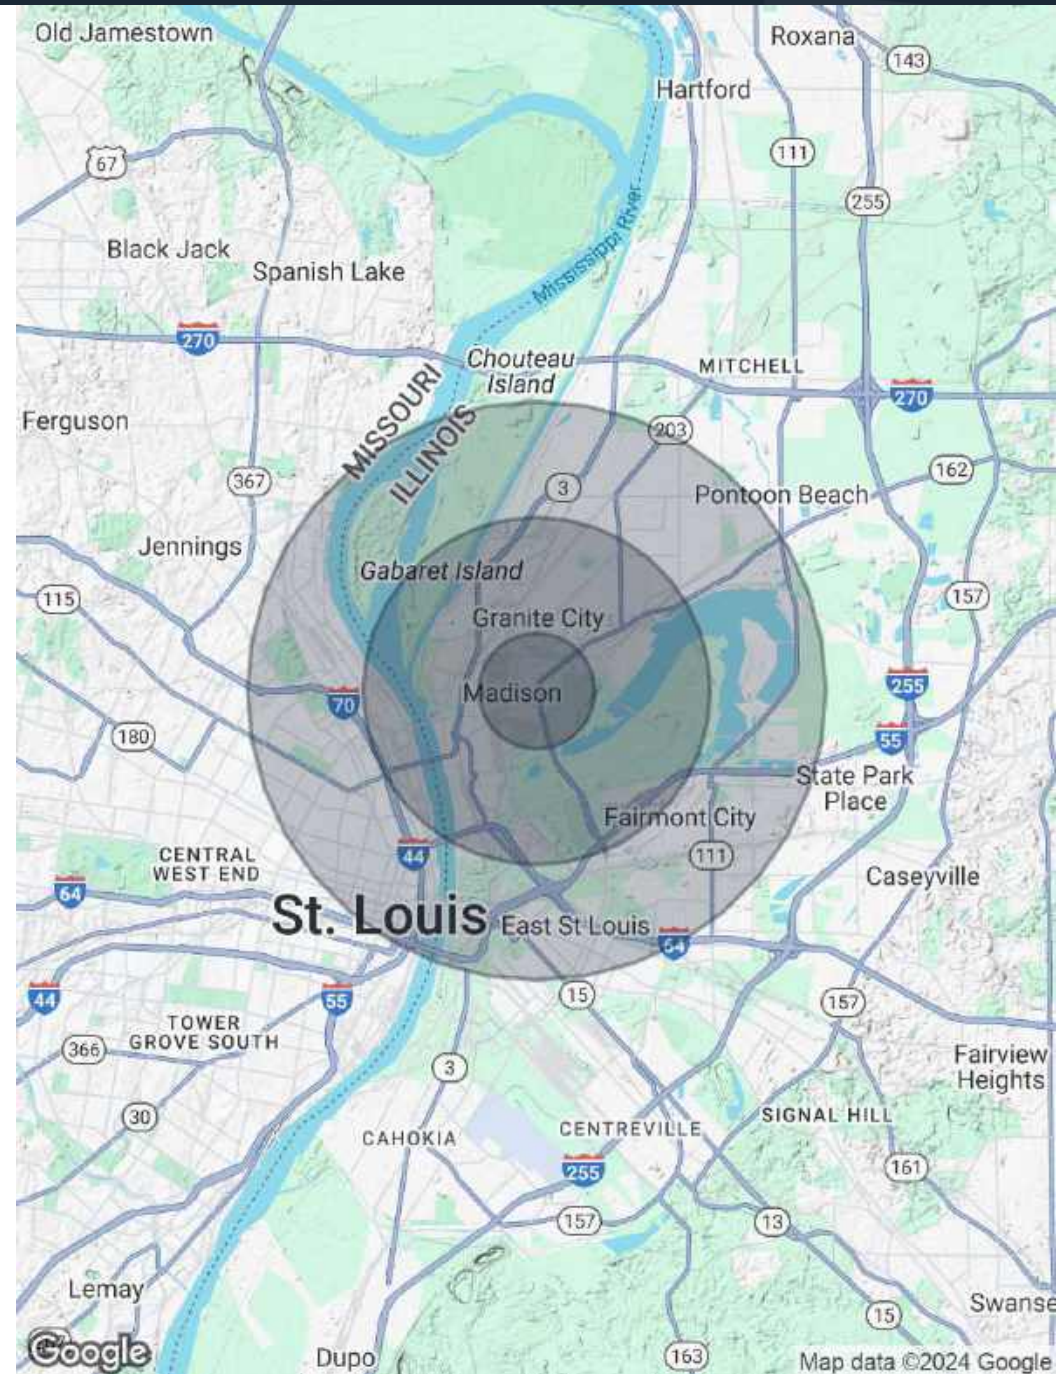 Old Jamestown
Roxana
143
Hartford
67
111
255
Mississippi River
Black Jack
Spanish Lake
270
Chouteau
Island
MITCHELL
270
MISSOURI
ILLINOIS
Ferguson
203
367
3
162
Pontoon Beach
Jennings
Gabaret Island
115
157
Granite City
Madison
255
70
180
55
State Park
Place
Fairmont City
44
111
CENTRAL
WEST END
64
Caseyville
St. Louis
East St Louis
64
44
55
15
157
TOWER
GROVE SOUTH
366
3
Fairview
Heights
30
SIGNAL HILL
CAHOKIA
CENTREVILLE
255
161
157
13
Lemay
15
Swanse
Google
Dupo
163
Map data ©2024 Google